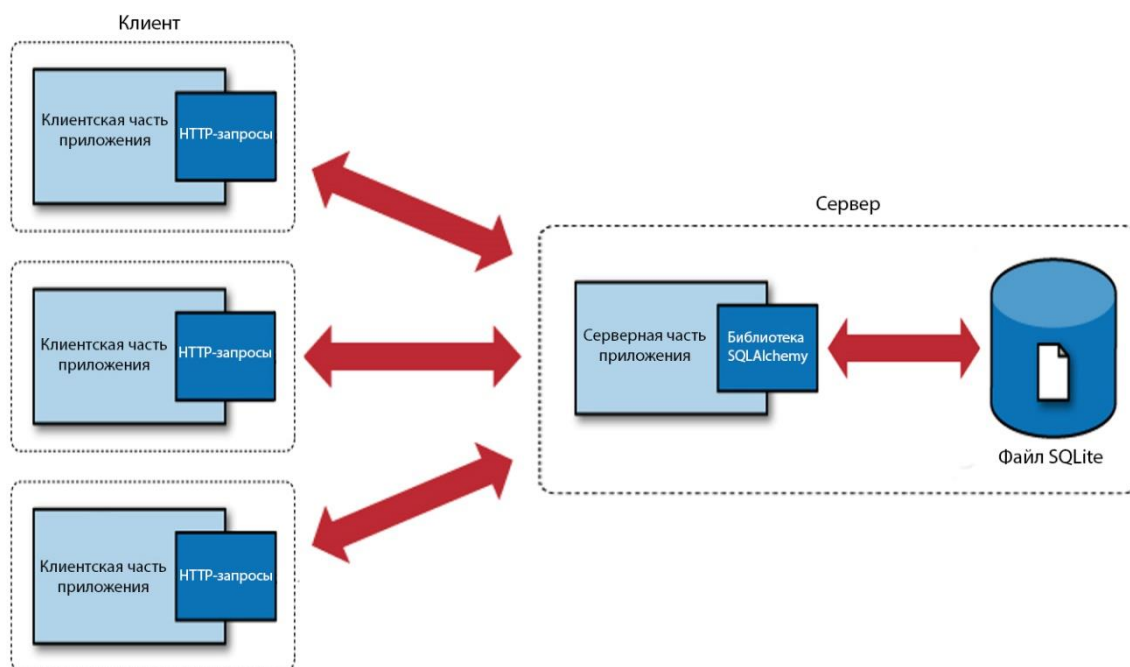 Клиент
Клиентская часть
приложения
HTTP-запросы
Клиентская часть
приложения
HTTP-запросы
Клиентская часть
приложения
HTTP-запросы
Сервер
Серверная часть
приложения
Библиотека
SQLAlchemy
Файл SQLite